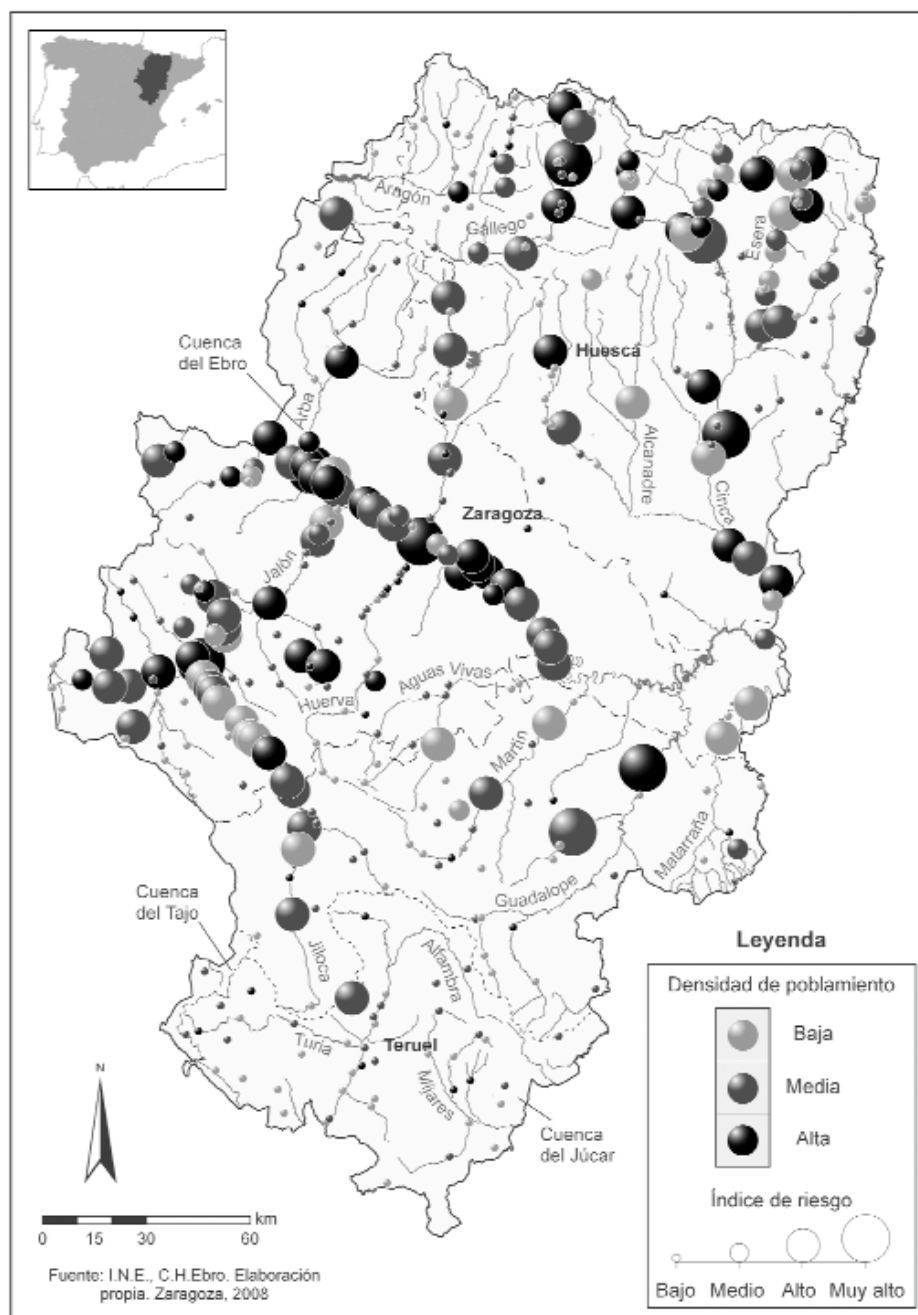 Aragón
Gállego
Esera
Cuenca
del Ebro
Huesca
Arba
Alcanadre
Cinca
Zaragoza
Jalón
Aguas Vivas
Huerva
Martín
Matarraña
Guadalope
Cuenca
del Tajo
Jiloca
Alfambra
Turia
Teruel
Mijares
Cuenca
del Júcar
N
km
0 15 30 60
Fuente: I.N.E., C.H.Ebro. Elaboración
propia. Zaragoza, 2008
Leyenda
Densidad de poblamiento
Baja
Media
Alta
Índice de riesgo
Bajo Medio Alto Muy alto